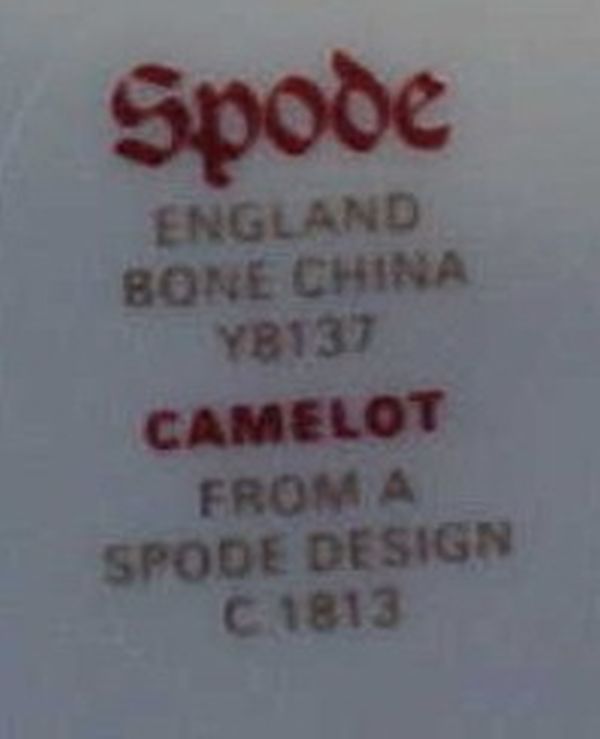 Spode
ENGLAND
BONE CHINA
Y8137
CAMELOT
FROM A
SPODE DESIGN
C.1813